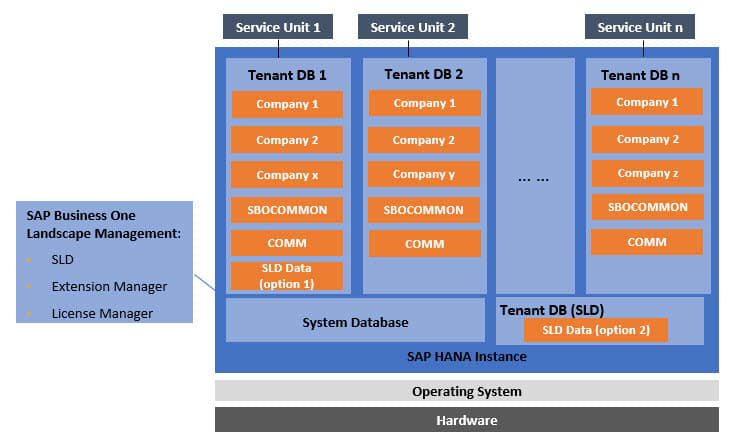 Service Unit 1
Service Unit 2
Service Unit n
Tenant DB 1
Company 1
Company 2
Company x
SBOCOMMON
COMM
SLD Data
(option 1)
Tenant DB 2
Company 1
Company 2
Company y
SBOCOMMON
COMM
... ...
Tenant DB n
Company 1
Company 2
Company z
SBOCOMMON
COMM
SAP Business One
Landscape Management:
SLD
Extension Manager
License Manager
System Database
Tenant DB (SLD)
SLD Data (option 2)
SAP HANA Instance
Operating System
Hardware